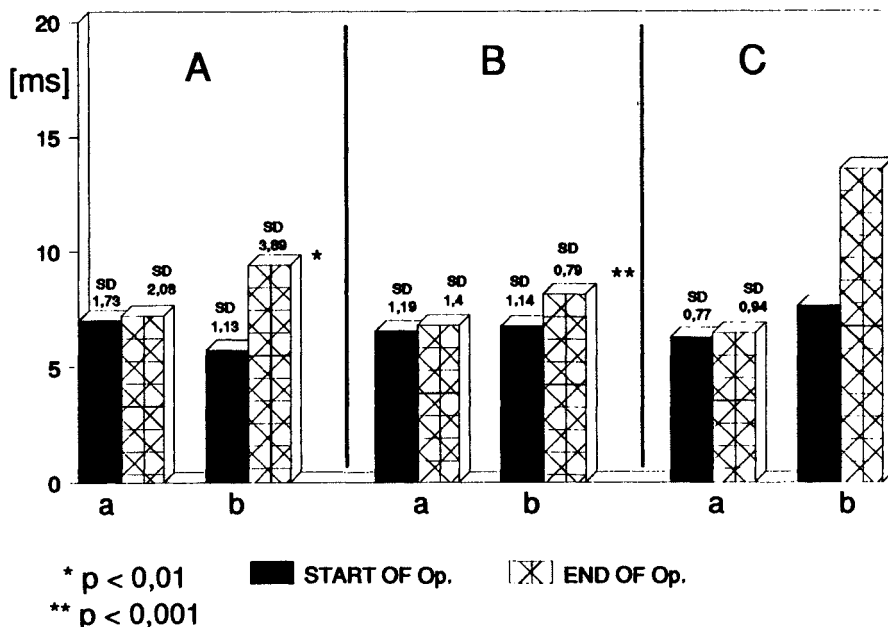 20
[ms]
15
10
5
0
A
B
C
SD
1,73
SD
2,08
SD
1,13
SD
3,89
*
SD
1,19
SD
1,4
SD
1,14
SD
0,79
**
SD
0,77
SD
0,94
a
b
a
b
a
b
* p < 0,01
START OF Op.
END OF Op.
** p < 0,001